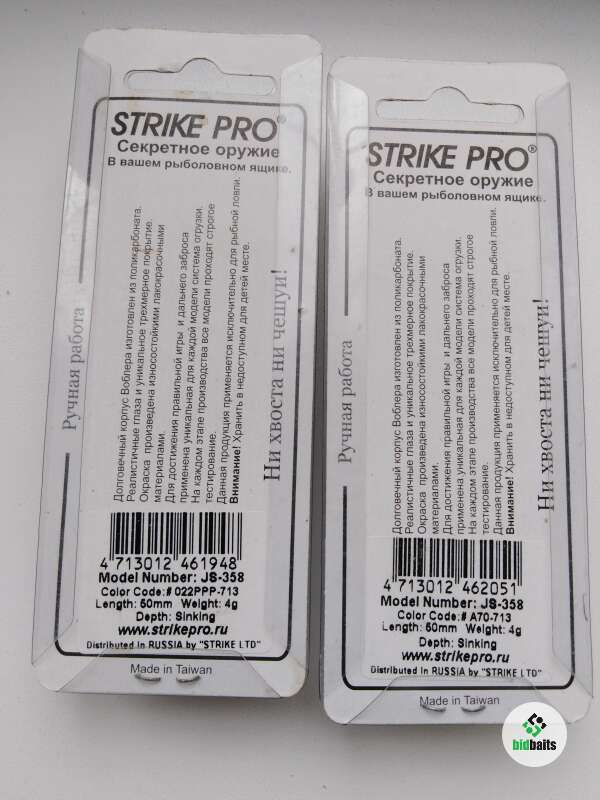 STRIKE PRO®
Секретное оружие
В вашем рыболовном ящике.
Ручная работа
Долговечный корпус Воблера изготовлен из поликарбоната.
Реалистичные глаза и уникальное трехмерное покрытие.
Окраска произведена износостойкими лакокрасочными
материалами.
Для достижения правильной игры и дальнего заброса
применена уникальная для каждой модели система огрузки.
На каждом этапе производства все модели проходят строгое
тестирование.
Данная продукция применяется исключительно для рыбной ловли.
Внимание! Хранить в недоступном для детей месте.
Ни хвоста ни чешуи!
4 713012 461948
Model Number: JS-358
Color Code:# 022PPP-713
Length: 60mm Weight: 4g
Depth: Sinking
www.strikepro.ru
Distributed in RUSSIA by "STRIKE LTD"
Made in Taiwan
STRIKE PRO®
Секретное оружие
В вашем рыболовном ящике.
Ручная работа
Долговечный корпус Воблера изготовлен из поликарбоната.
Реалистичные глаза и уникальное трехмерное покрытие.
Окраска произведена износостойкими лакокрасочными
материалами.
Для достижения правильной игры и дальнего заброса
применена уникальная для каждой модели система огрузки.
На каждом этапе производства все модели проходят строгое
тестирование.
Данная продукция применяется исключительно для рыбной ловли.
Внимание! Хранить в недоступном для детей месте.
Ни хвоста ни чешуи!
4 713012 462051
Model Number: JS-358
Color Code:# A70-713
Length: 60mm Weight: 4g
Depth: Sinking
www.strikepro.ru
Distributed in RUSSIA by "STRIKE LTD"
Made in Taiwan
bidbaits